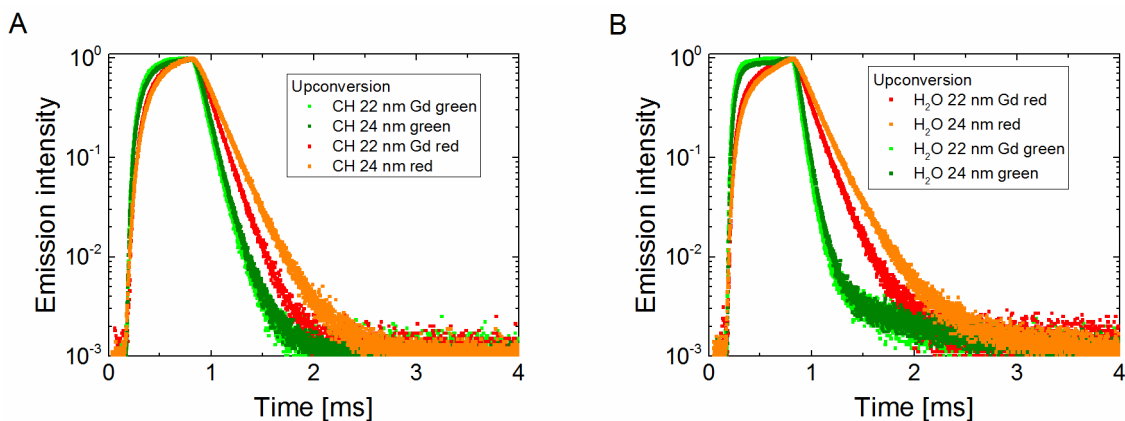 A
Emission intensity
10⁰
10⁻¹
10⁻²
10⁻³
Upconversion
CH 22 nm Gd green
CH 24 nm green
CH 22 nm Gd red
CH 24 nm red
0 1 2 3 4
Time [ms]
B
Emission intensity
10⁰
10⁻¹
10⁻²
10⁻³
Upconversion
H₂O 22 nm Gd red
H₂O 24 nm red
H₂O 22 nm Gd green
H₂O 24 nm green
0 1 2 3 4
Time [ms]